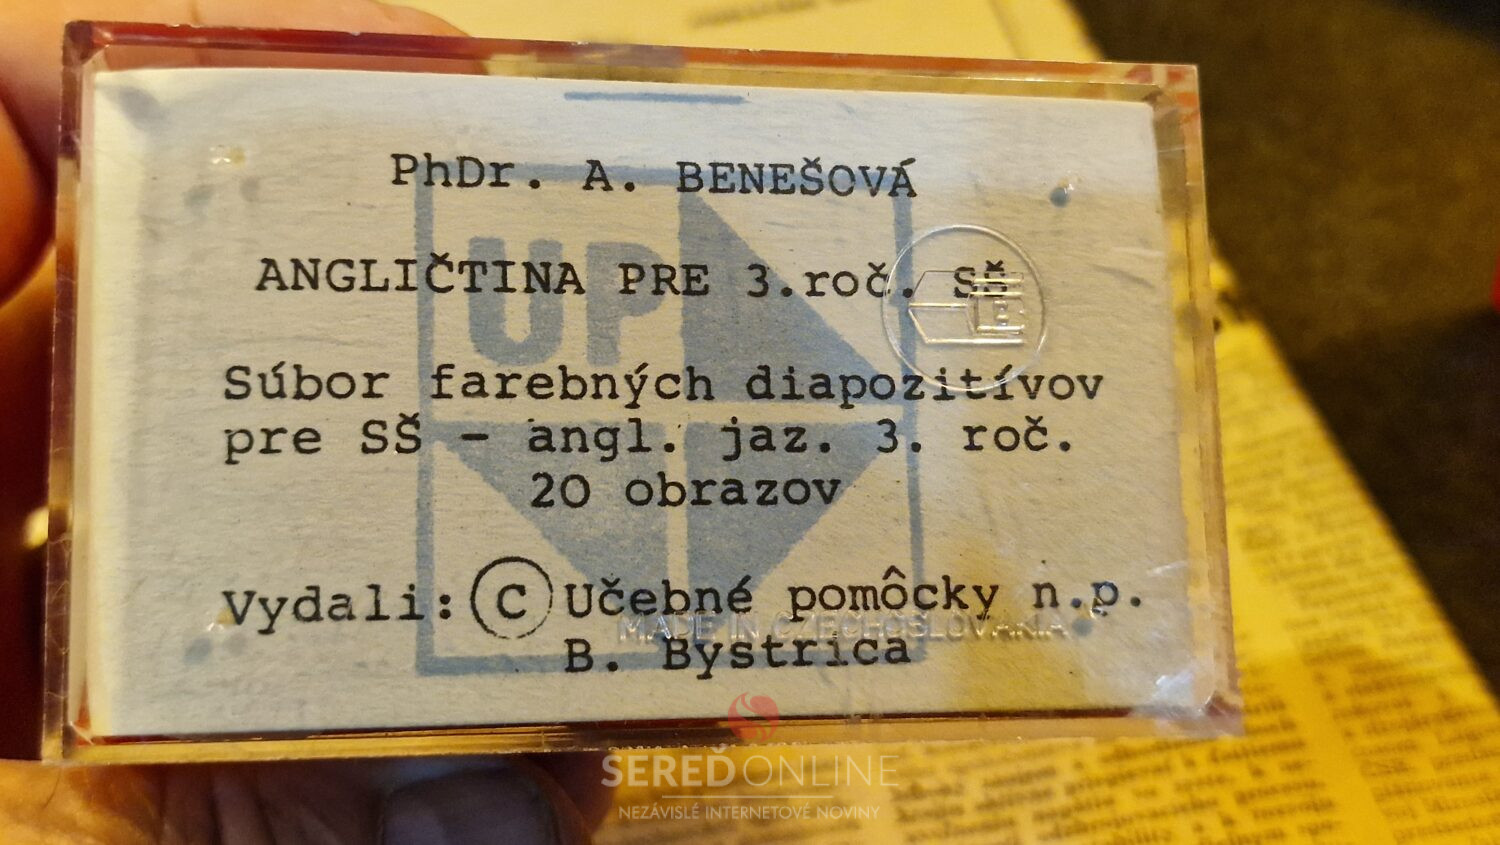 PhDr. A. BENEŠOVÁ
UP
ANGLIČTINA PRE 3.roč. SŠ
Súbor farebných diapozitívov
pre SŠ - angl. jaz. 3. roč.
20 obrazov
Vydali: © Učebné pomôcky n.p.
MADE IN CZECHOSLOVAKIA
B. Bystrica
SEREĎONLINE
NEZÁVISLÉ INTERNETOVÉ NOVINY